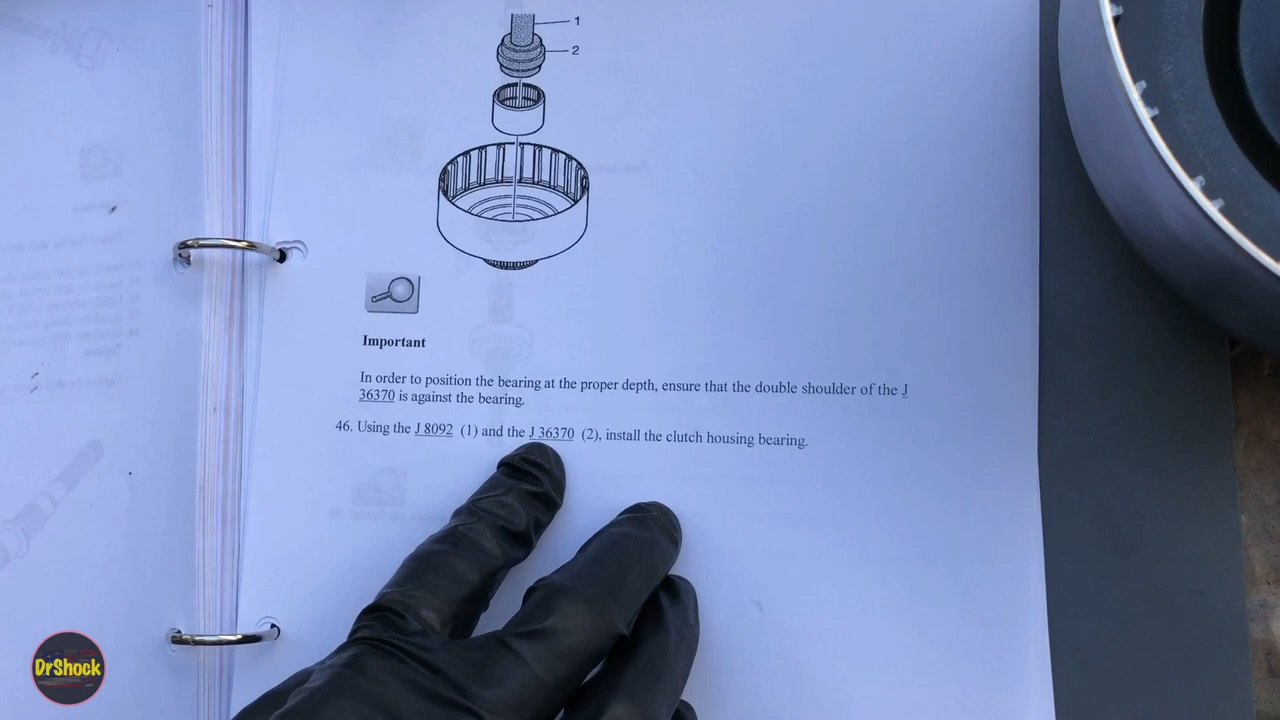 1
2
Important
In order to position the bearing at the proper depth, ensure that the double shoulder of the J
36370 is against the bearing.
46. Using the J 8092 (1) and the J 36370 (2), install the clutch housing bearing.
DrShock